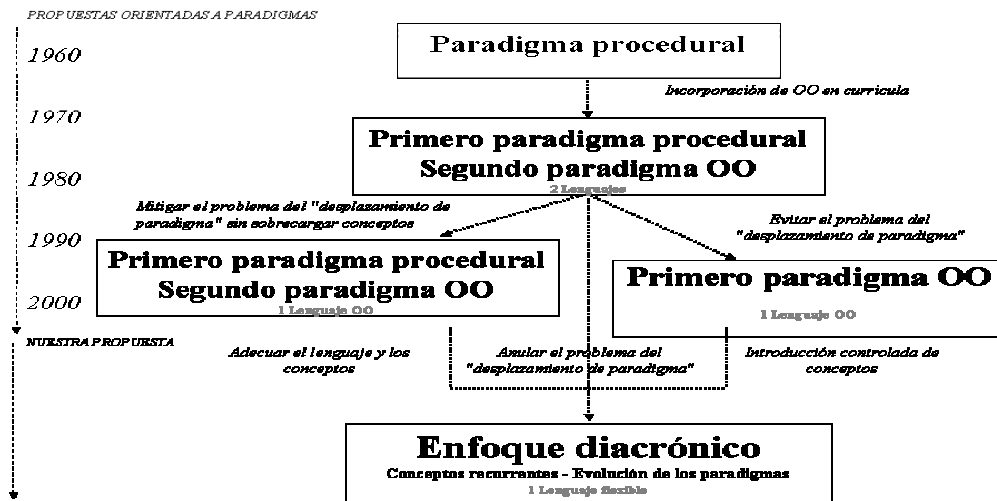 PROPUESTAS ORIENTADAS A PARADIGMAS
1960
Paradigma procedural
Incorporación de OO en curricula
1970
Primero paradigma procedural
Segundo paradigma OO
2 Lenguajes
1980
Mitigar el problema del "desplazamiento de
paradigma" sin sobrecargar conceptos
Evitar el problema del
"desplazamiento de paradigma"
1990
Primero paradigma procedural
Segundo paradigma OO
1 Lenguaje OO
Primero paradigma OO
1 Lenguaje OO
2000
NUESTRA PROPUESTA
Adecuar el lenguaje y los
conceptos
Anular el problema del
"desplazamiento de paradigma"
Introducción controlada de
conceptos
Enfoque diacrónico
Conceptos recurrentes - Evolución de los paradigmas
1 Lenguaje flexible